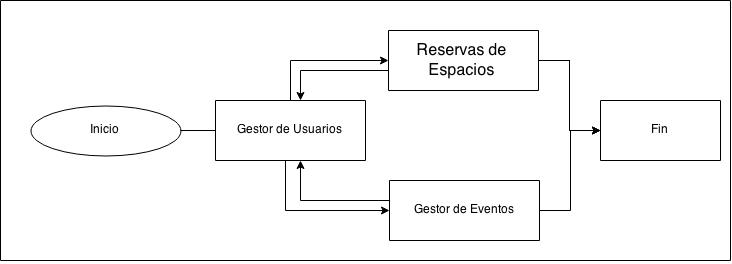 Inicio
Gestor de Usuarios
Reservas de
Espacios
Gestor de Eventos
Fin